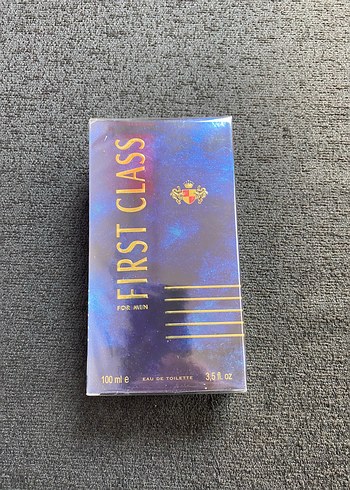 FIRST CLASS
FOR MEN
100 ml e
EAU DE TOILETTE
3,5 fl. oz